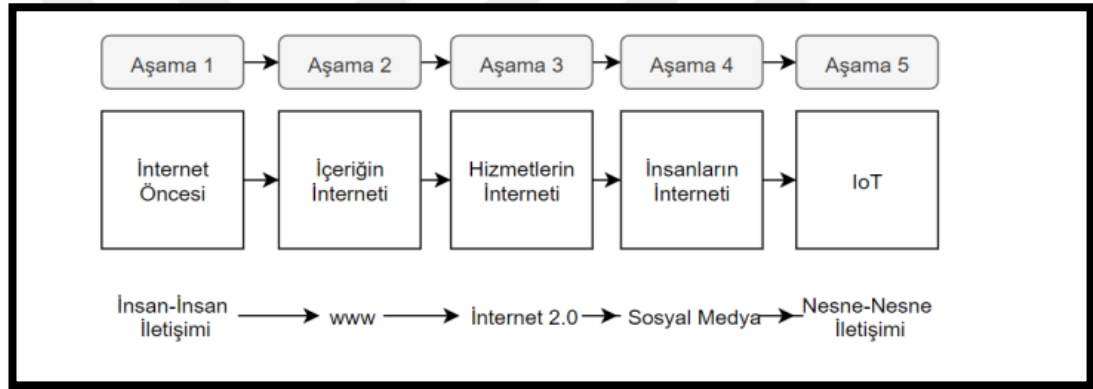 Aşama 1
Aşama 2
Aşama 3
Aşama 4
Aşama 5
İnternet
Öncesi
İçeriğin
İnterneti
Hizmetlerin
İnterneti
İnsanların
İnterneti
IoT
İnsan-İnsan
İletişimi
www
İnternet 2.0
Sosyal Medya
Nesne-Nesne
İletişimi